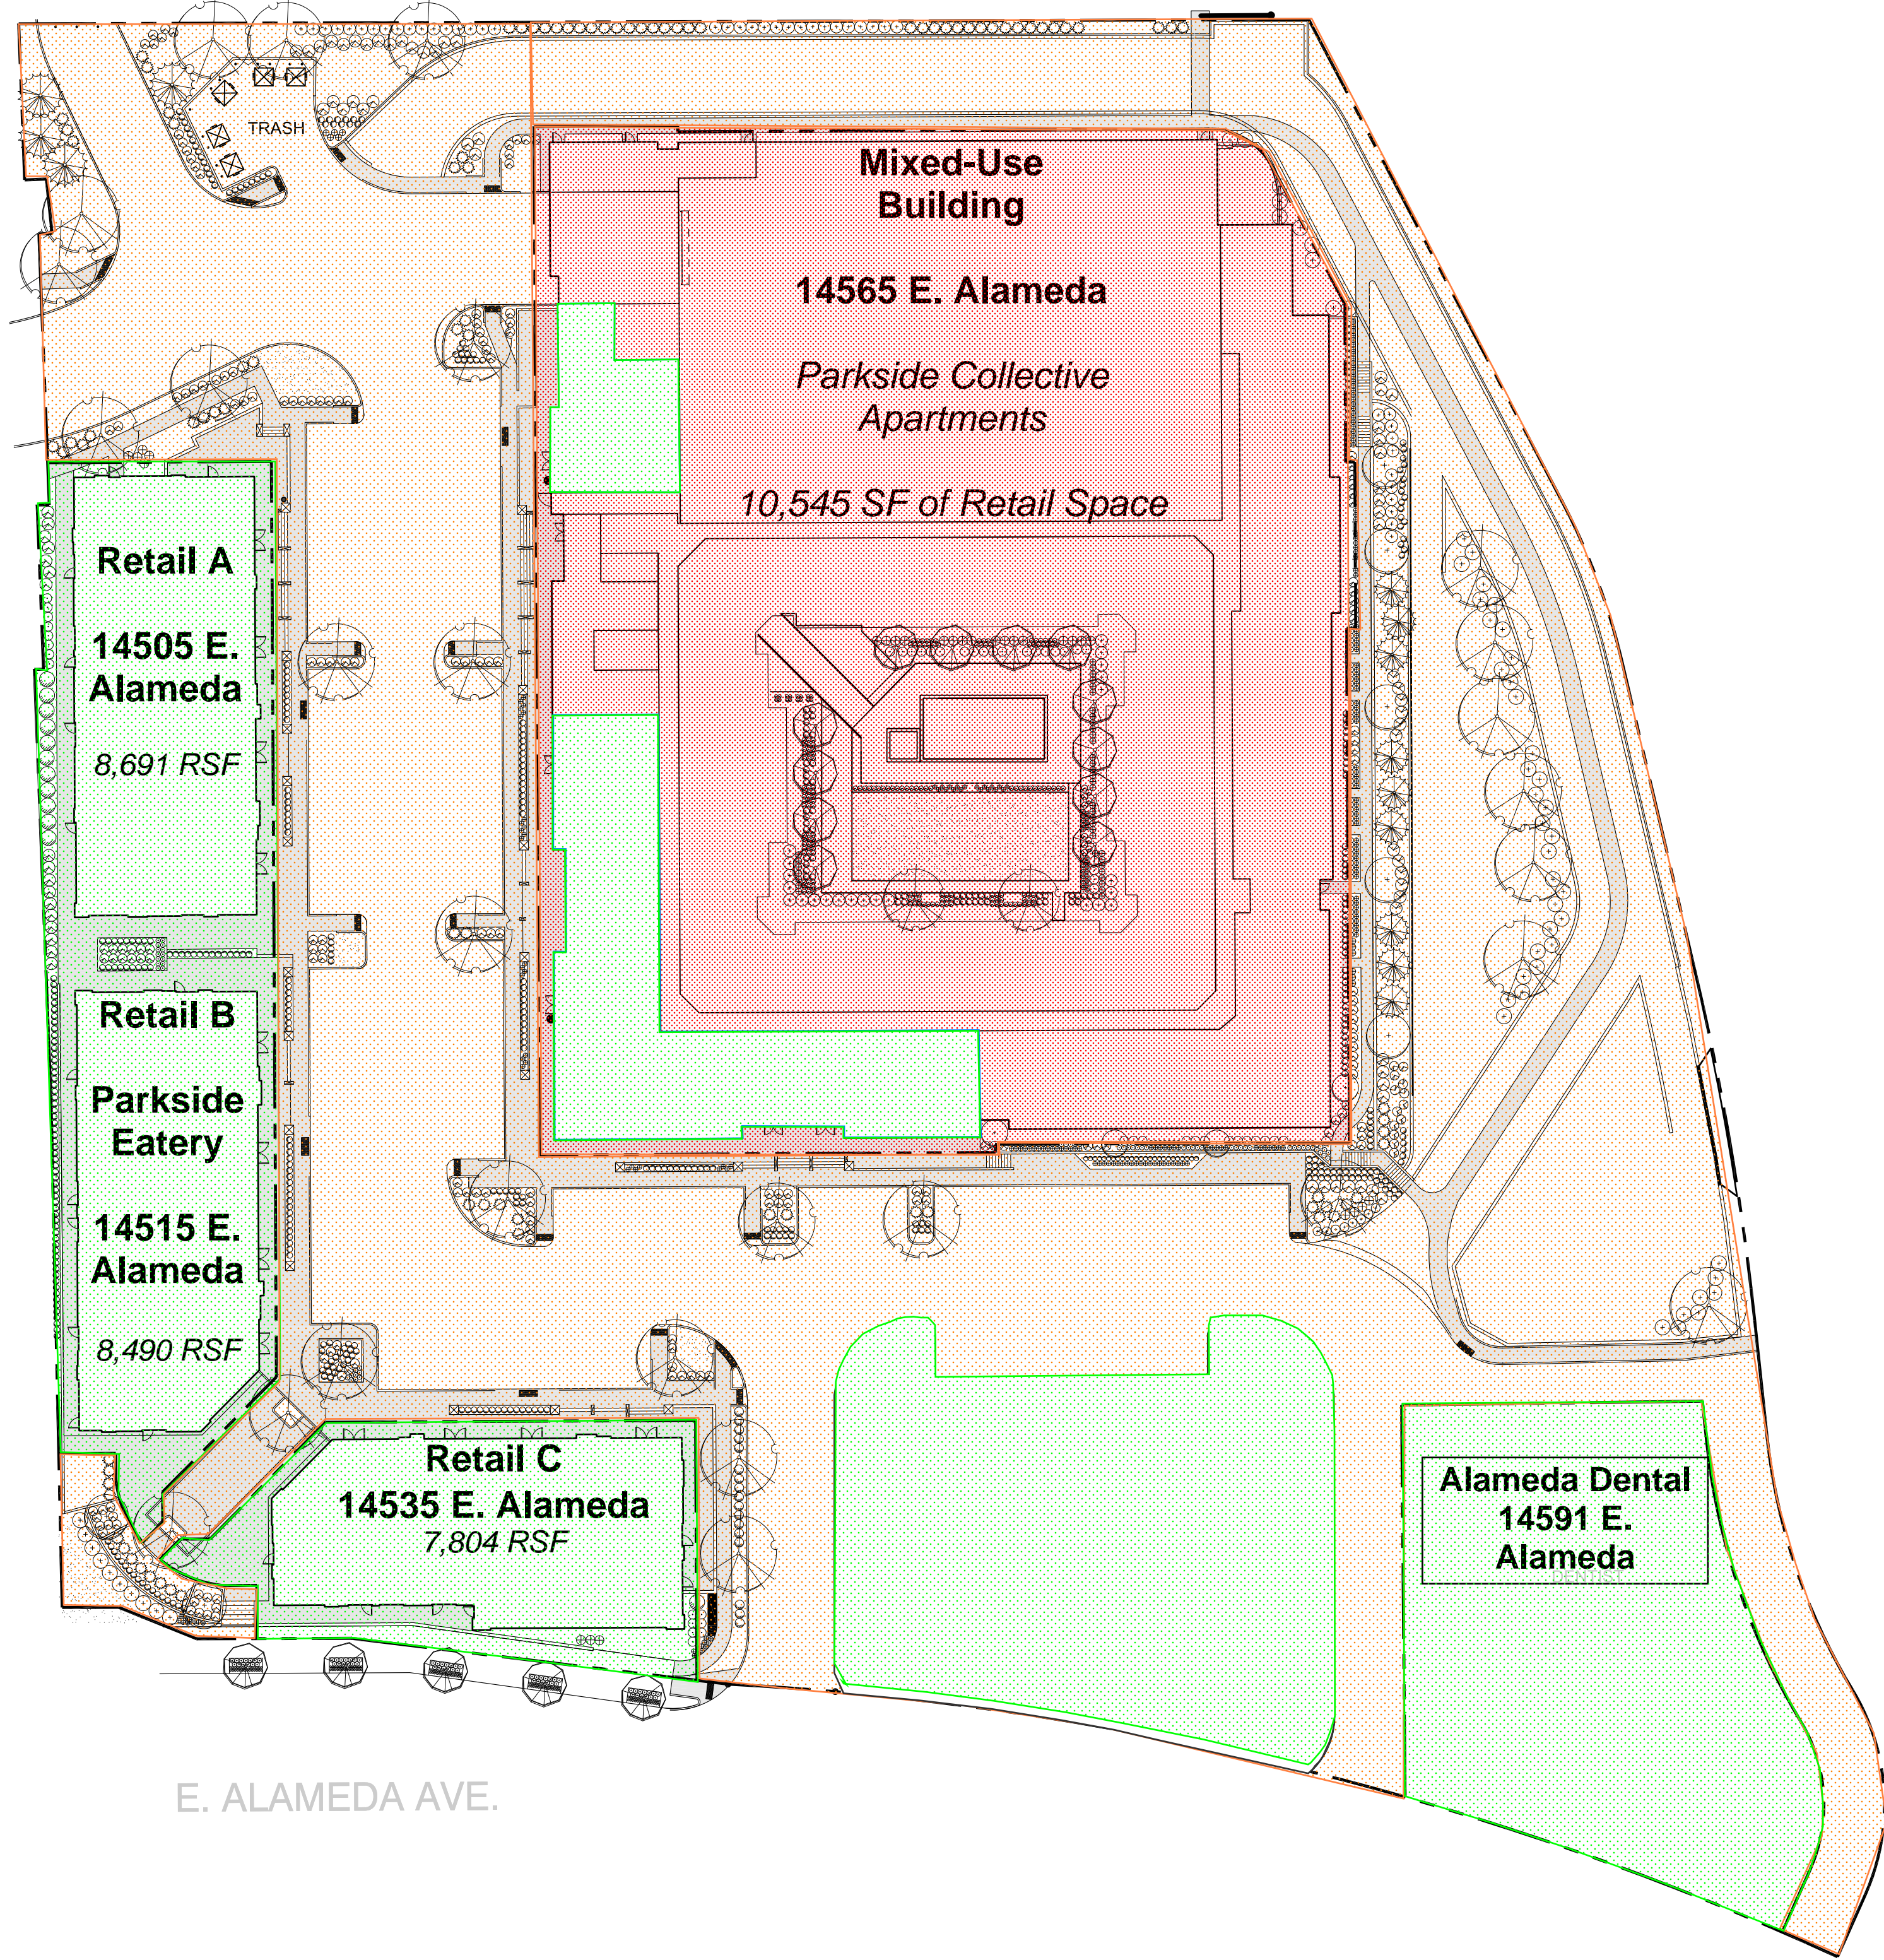 TRASH
Mixed-Use
Building
14565 E. Alameda
Parkside Collective
Apartments
10,545 SF of Retail Space
Retail A
14505 E.
Alameda
8,691 RSF
Retail B
Parkside
Eatery
14515 E.
Alameda
8,490 RSF
Retail C
14535 E. Alameda
7,804 RSF
Alameda Dental
14591 E.
Alameda
E. ALAMEDA AVE.